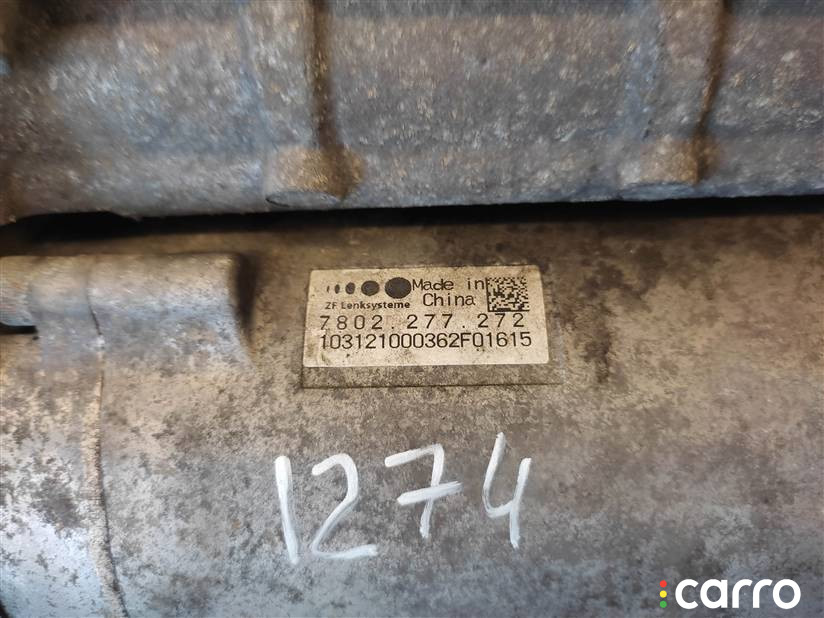 Made in
China
ZF Lenksysteme
7802.277.272
103121000362F01615
1274
carro